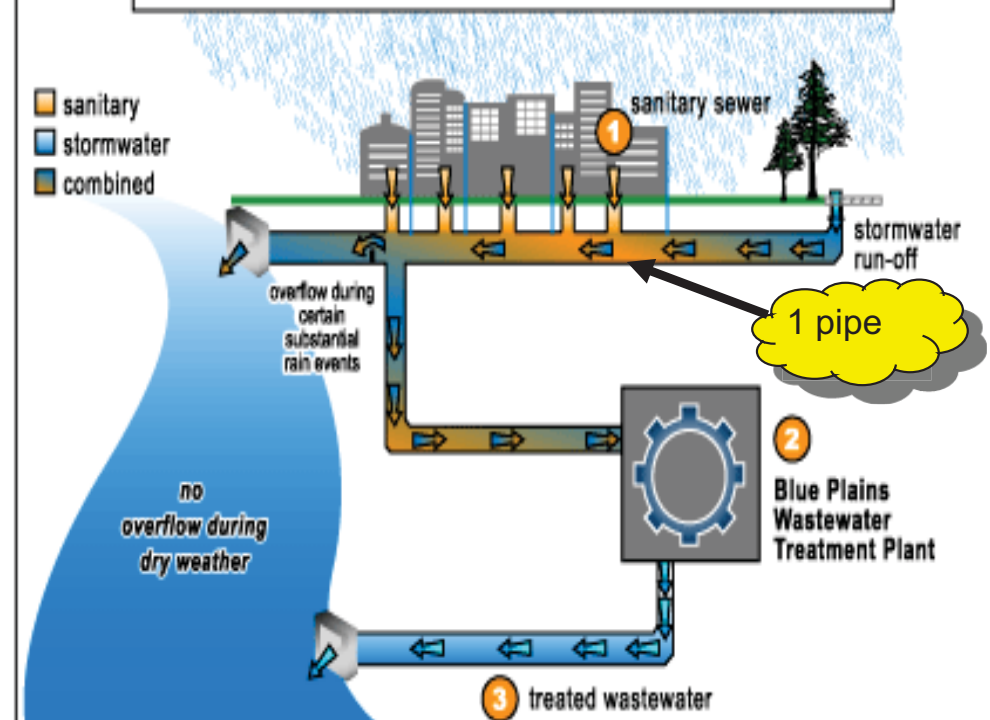 sanitary
stormwater
combined
sanitary sewer
1
stormwater
run-off
1 pipe
overflow during
certain
substantial
rain events
2
Blue Plains
Wastewater
Treatment Plant
no
overflow during
dry weather
3 treated wastewater